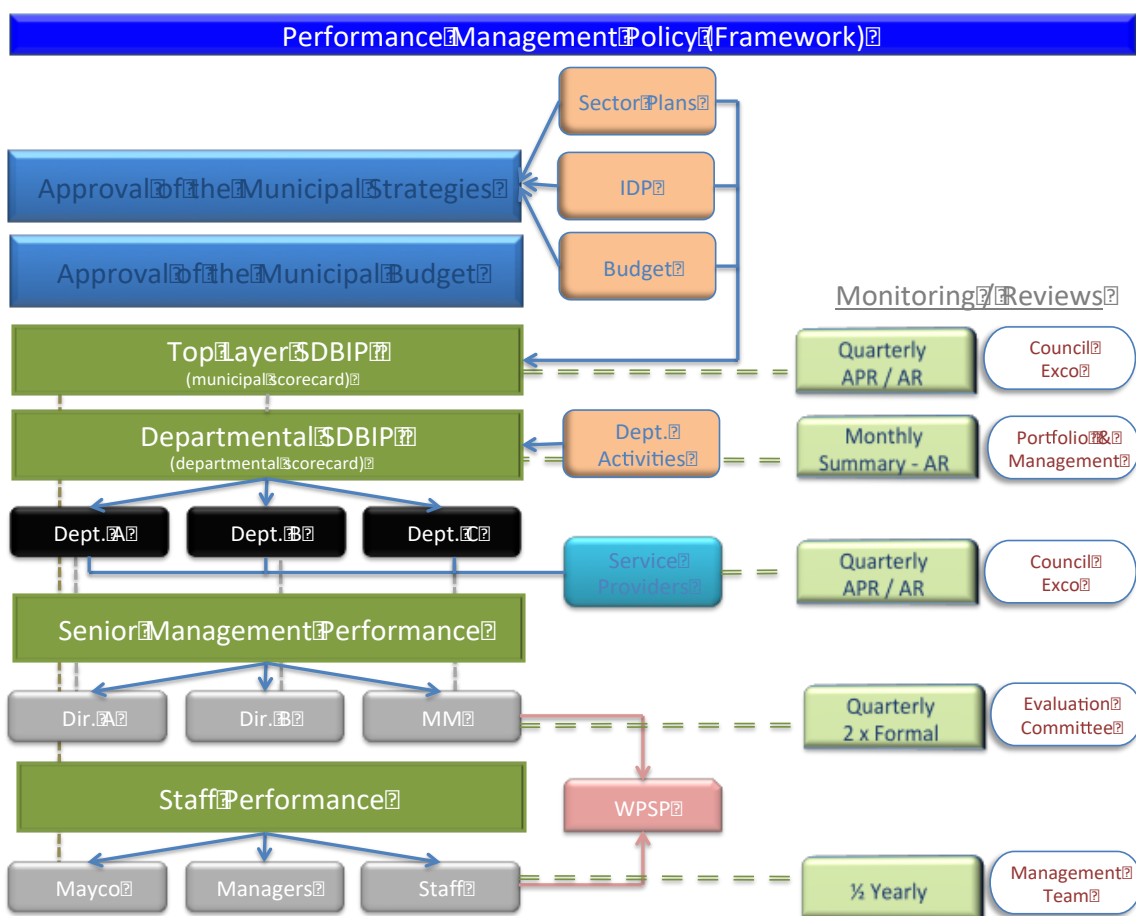 Performance Management Policy (Framework)
Sector Plans
Approval of the Municipal Strategies
IDP
Approval of the Municipal Budget
Budget
Monitoring / Reviews
Top Layer SDBIP
(municipal scorecard)
Quarterly
APR / AR
Council
Exco
Departmental SDBIP
(departmental scorecard)
Dept.
Activities
Monthly
Summary - AR
Portfolio &
Management
Dept. A
Dept. B
Dept. C
Service
Providers
Quarterly
APR / AR
Council
Exco
Senior Management Performance
Dir. A
Dir. B
MM
Quarterly
2 x Formal
Evaluation
Committee
Staff Performance
WPSP
Mayco
Managers
Staff
½ Yearly
Management
Team